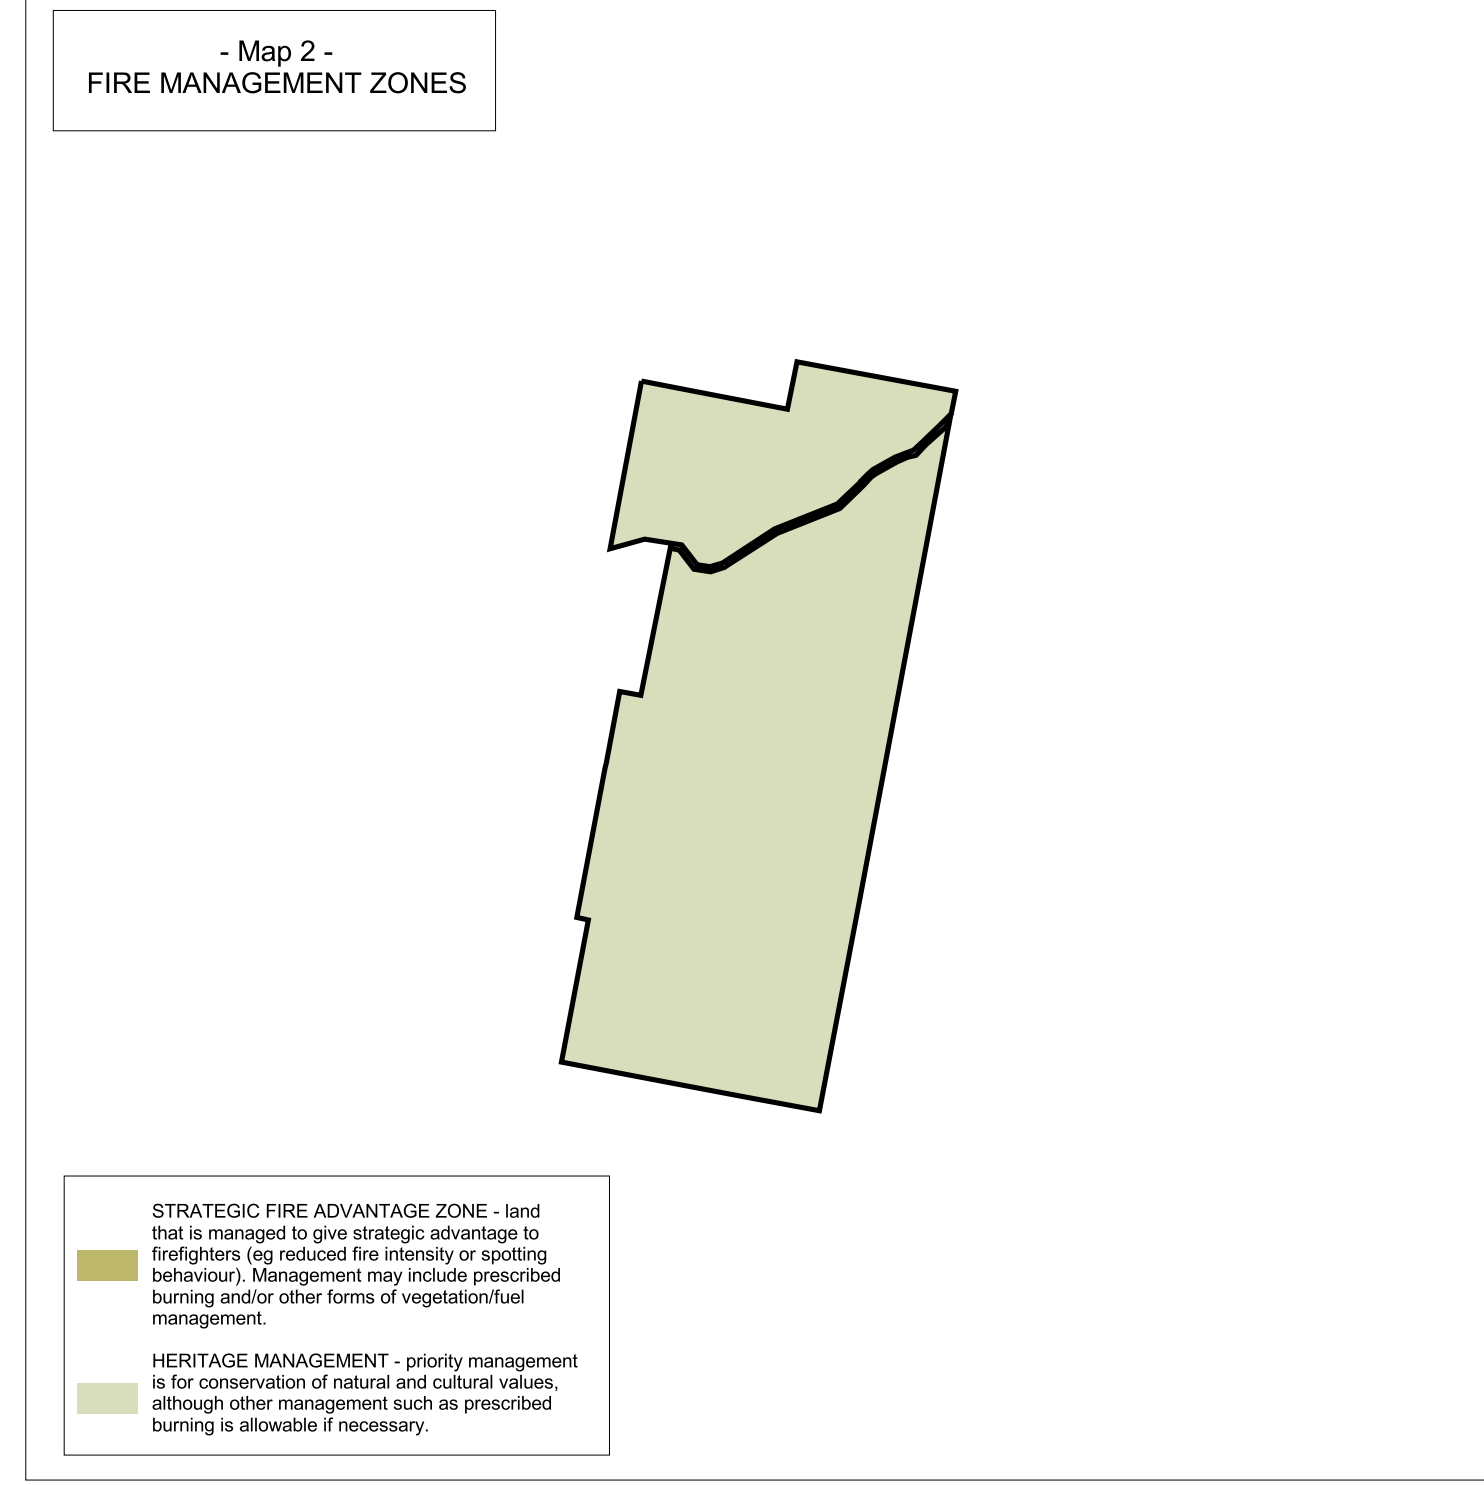 - Map 2 -
FIRE MANAGEMENT ZONES
STRATEGIC FIRE ADVANTAGE ZONE - land
that is managed to give strategic advantage to
firefighters (eg reduced fire intensity or spotting
behaviour). Management may include prescribed
burning and/or other forms of vegetation/fuel
management.
HERITAGE MANAGEMENT - priority management
is for conservation of natural and cultural values,
although other management such as prescribed
burning is allowable if necessary.